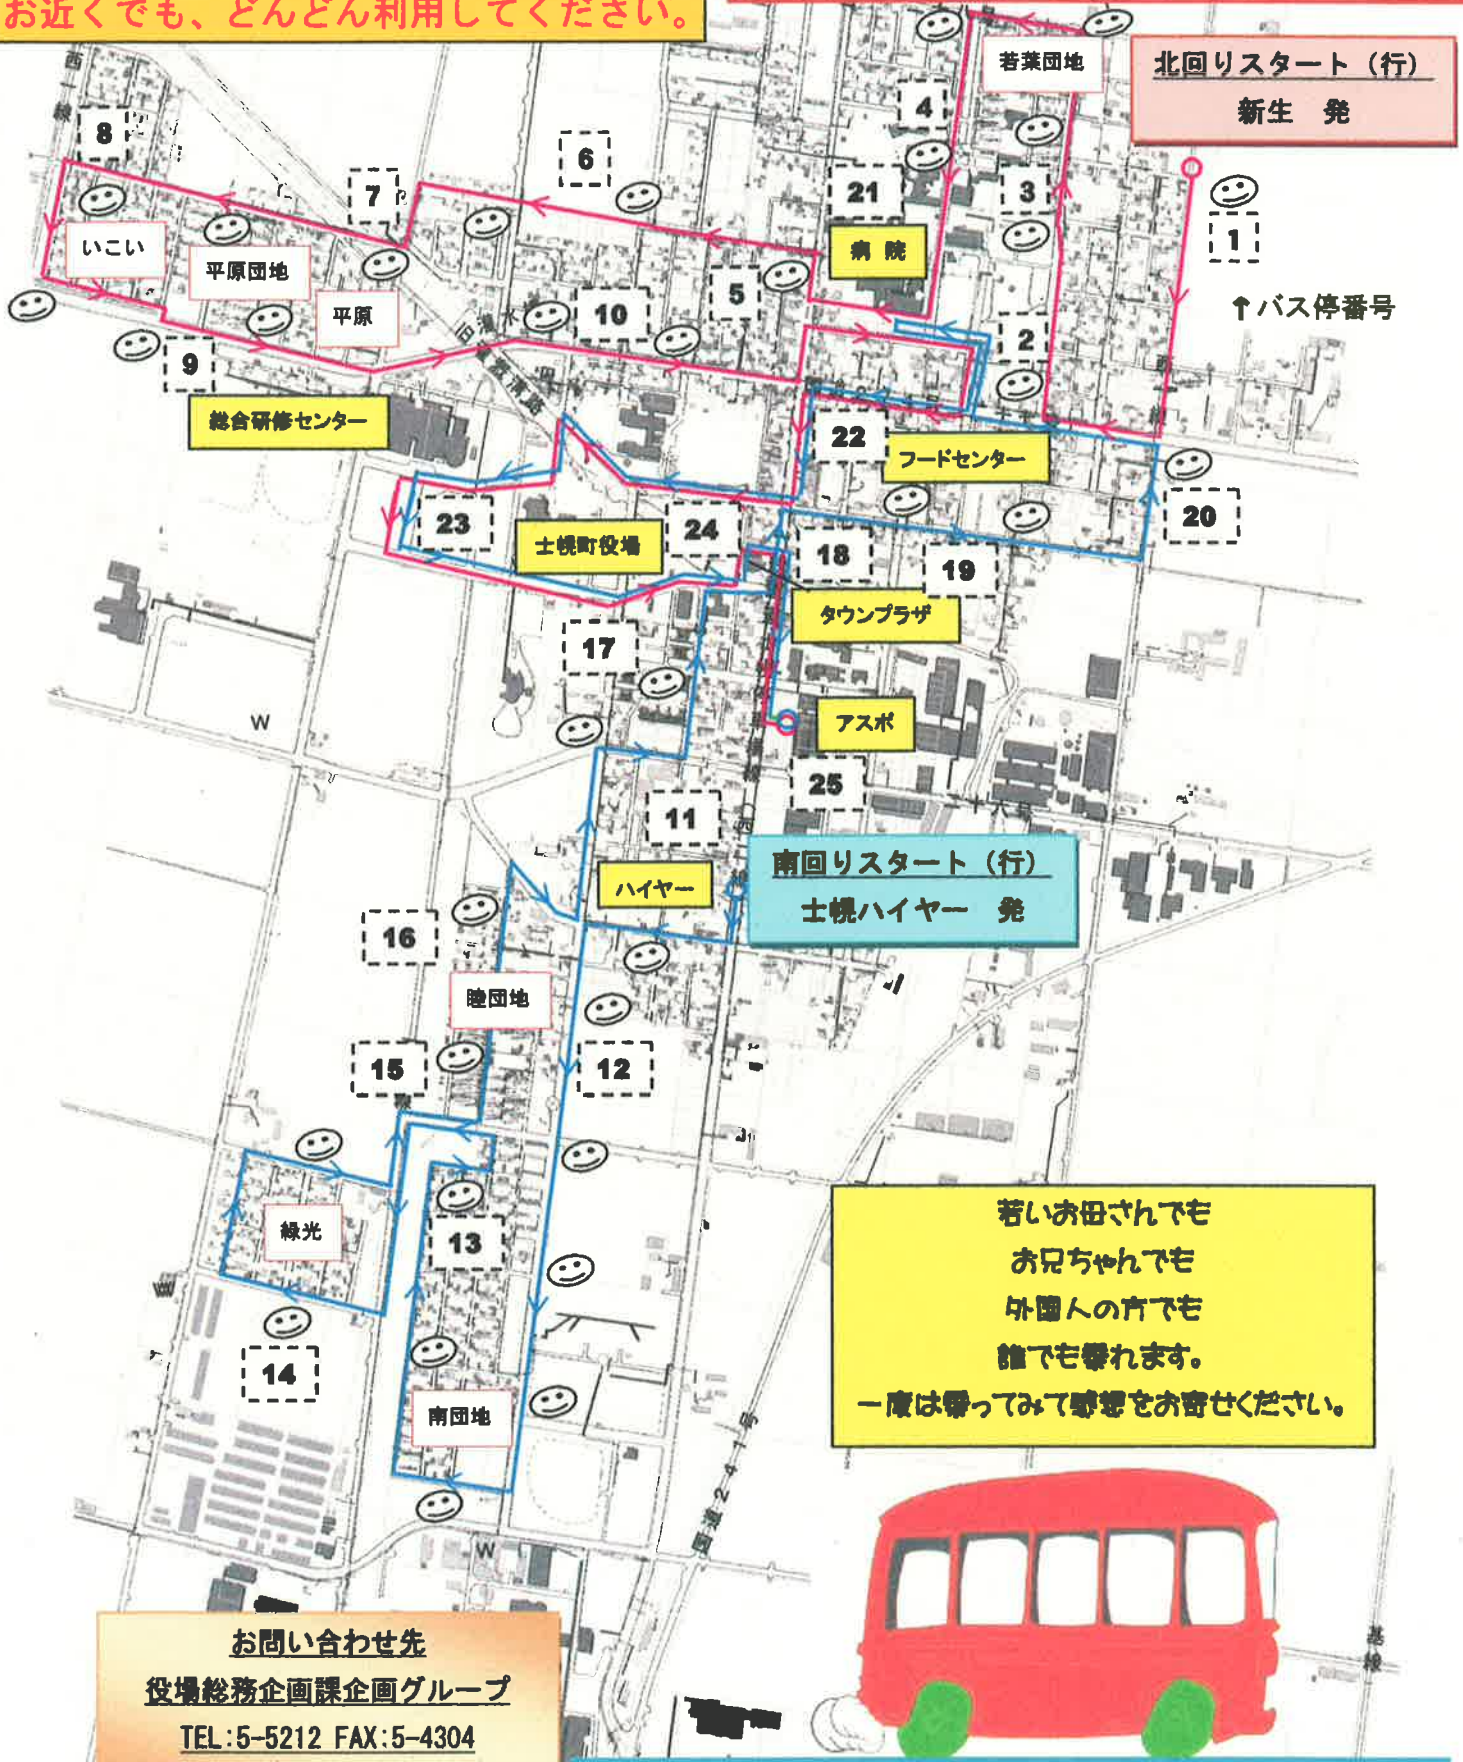 お近くでも、どんどん利用してください。
若葉団地
北回りスタート（行）
新生　発
西一線
8
6
4
7
21
3
病院
1
いこい
平原団地
平原
5
10
2
↑バス停番号
9
総合研修センター
22
フードセンター
23
24
20
士幌町役場
18
19
タウンプラザ
17
W
アスポ
25
11
南回りスタート（行）
士幌ハイヤー　発
ハイヤー
16
睦団地
15
12
緑光
13
14
南団地
若いお母さんでも
お兄ちゃんでも
外国人の方でも
誰でも乗れます。
一度は乗ってみて感想をお寄せください。
国道241号
W
基線
お問い合わせ先
役場総務企画課企画グループ
TEL:5-5212 FAX:5-4304